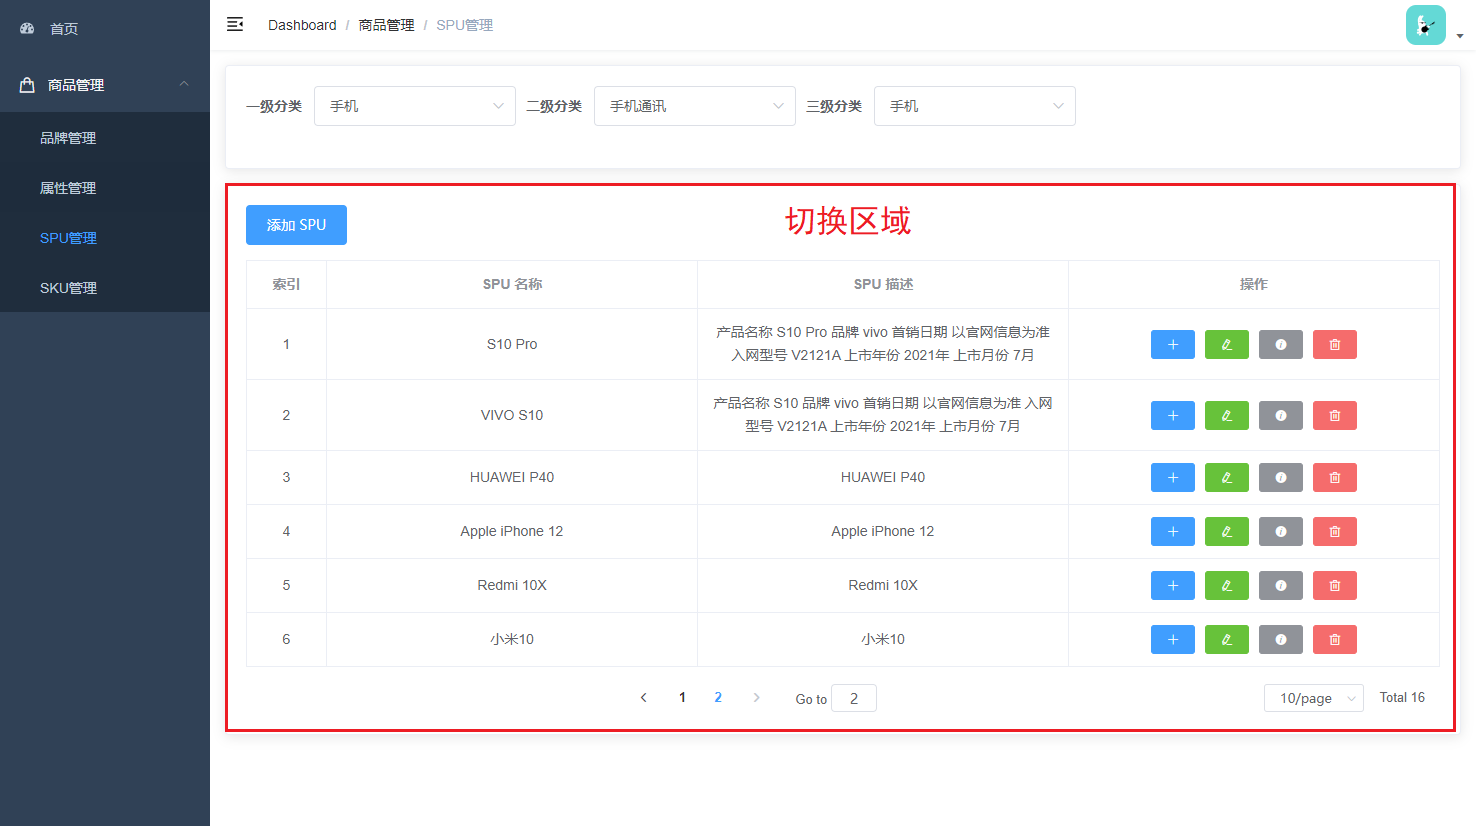 首页
Dashboard / 商品管理 / SPU管理
商品管理
品牌管理
属性管理
SPU管理
SKU管理
一级分类 手机 二级分类 手机通讯 三级分类 手机
添加 SPU
切换区域
索引 SPU 名称 SPU 描述 操作
1 S10 Pro 产品名称 S10 Pro 品牌 vivo 首销日期 以官网信息为准
入网型号 V2121A 上市年份 2021年 上市月份 7月
2 VIVO S10 产品名称 S10 品牌 vivo 首销日期 以官网信息为准 入网
型号 V2121A 上市年份 2021年 上市月份 7月
3 HUAWEI P40 HUAWEI P40
4 Apple iPhone 12 Apple iPhone 12
5 Redmi 10X Redmi 10X
6 小米10 小米10
1 2 Go to 2 10/page Total 16